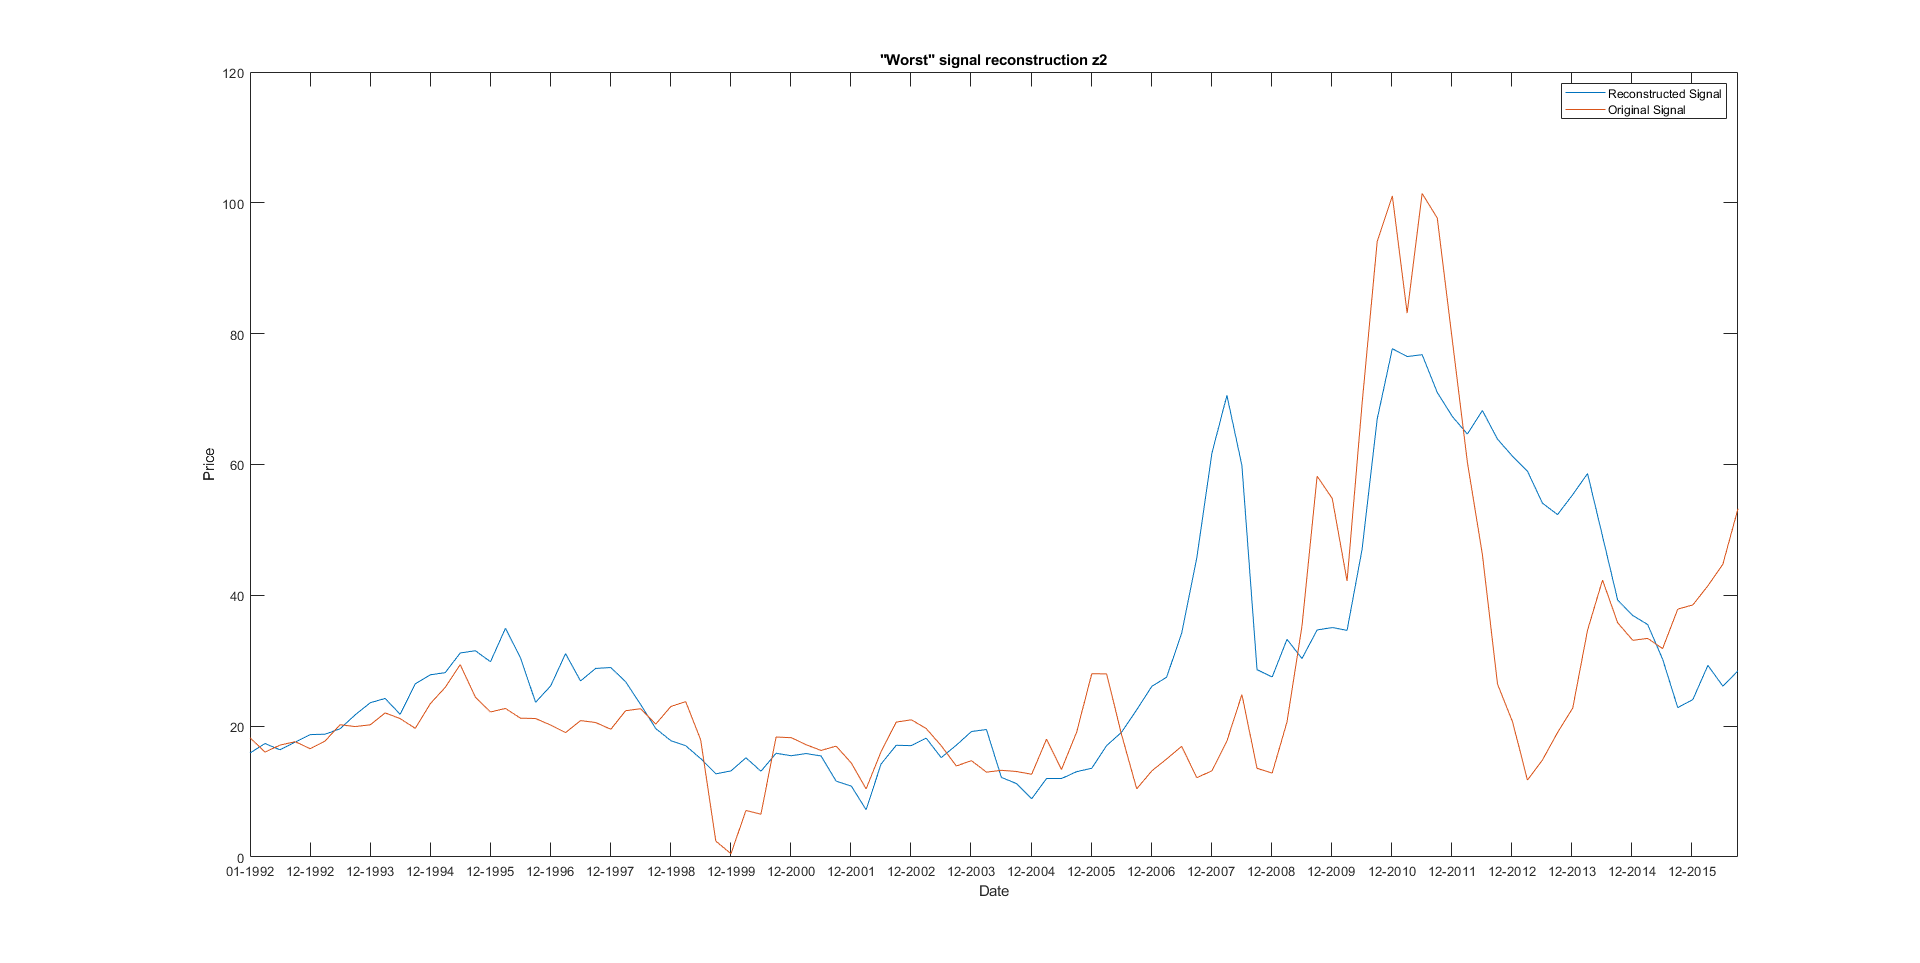 "Worst" signal reconstruction z2
120
100
80
60
40
20
0
Price
Reconstructed Signal
Original Signal
01-1992 12-1992 12-1993 12-1994 12-1995 12-1996 12-1997 12-1998 12-1999 12-2000 12-2001 12-2002 12-2003 12-2004 12-2005 12-2006 12-2007 12-2008 12-2009 12-2010 12-2011 12-2012 12-2013 12-2014 12-2015
Date